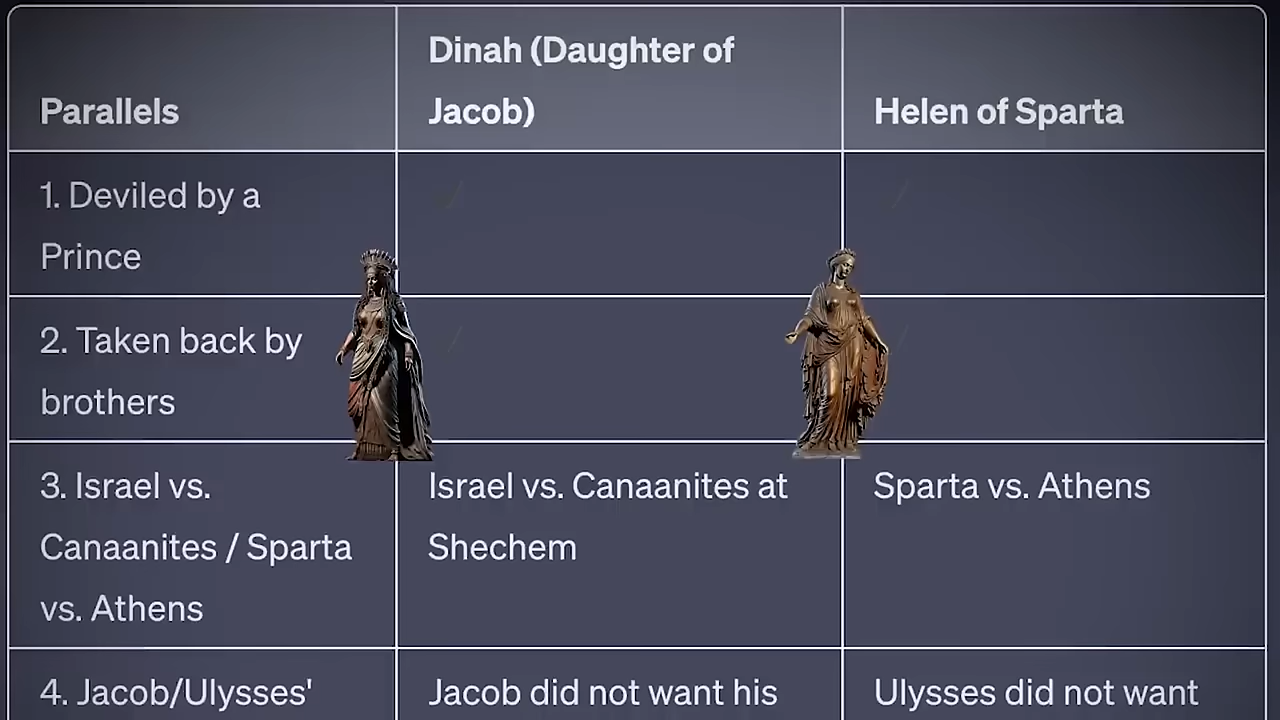 Parallels
Dinah (Daughter of
Jacob)
Helen of Sparta
1. Deviled by a
Prince
2. Taken back by
brothers
3. Israel vs.
Canaanites / Sparta
vs. Athens
Israel vs. Canaanites at
Shechem
Sparta vs. Athens
4. Jacob/Ulysses'
Jacob did not want his
Ulysses did not want